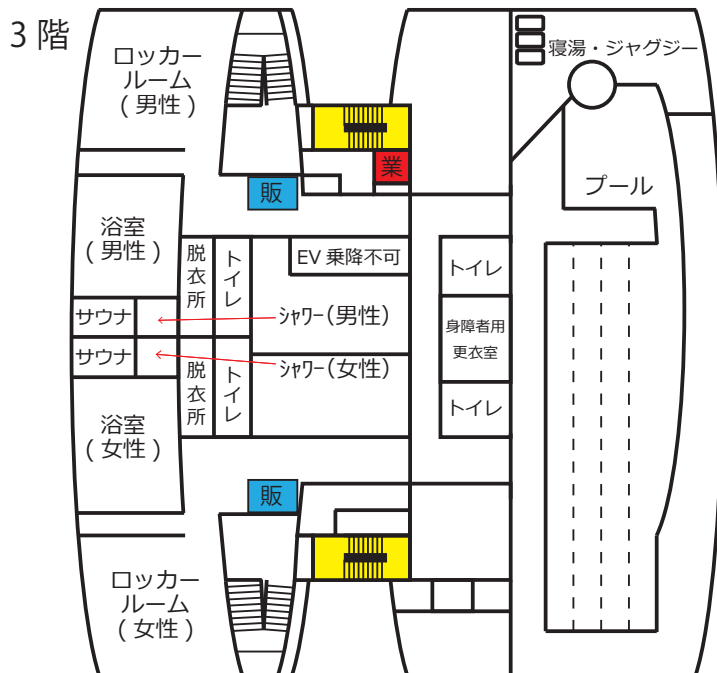 3 階
ロッカー
ルーム
( 男性 )
寝湯・ジャグジー
業
販
プール
浴室
( 男性 )
脱衣所
トイレ
EV 乗降不可
トイレ
サウナ
シャワー(男性)
身障者用
更衣室
サウナ
シャワー(女性)
脱衣所
トイレ
トイレ
浴室
( 女性 )
販
ロッカー
ルーム
( 女性 )